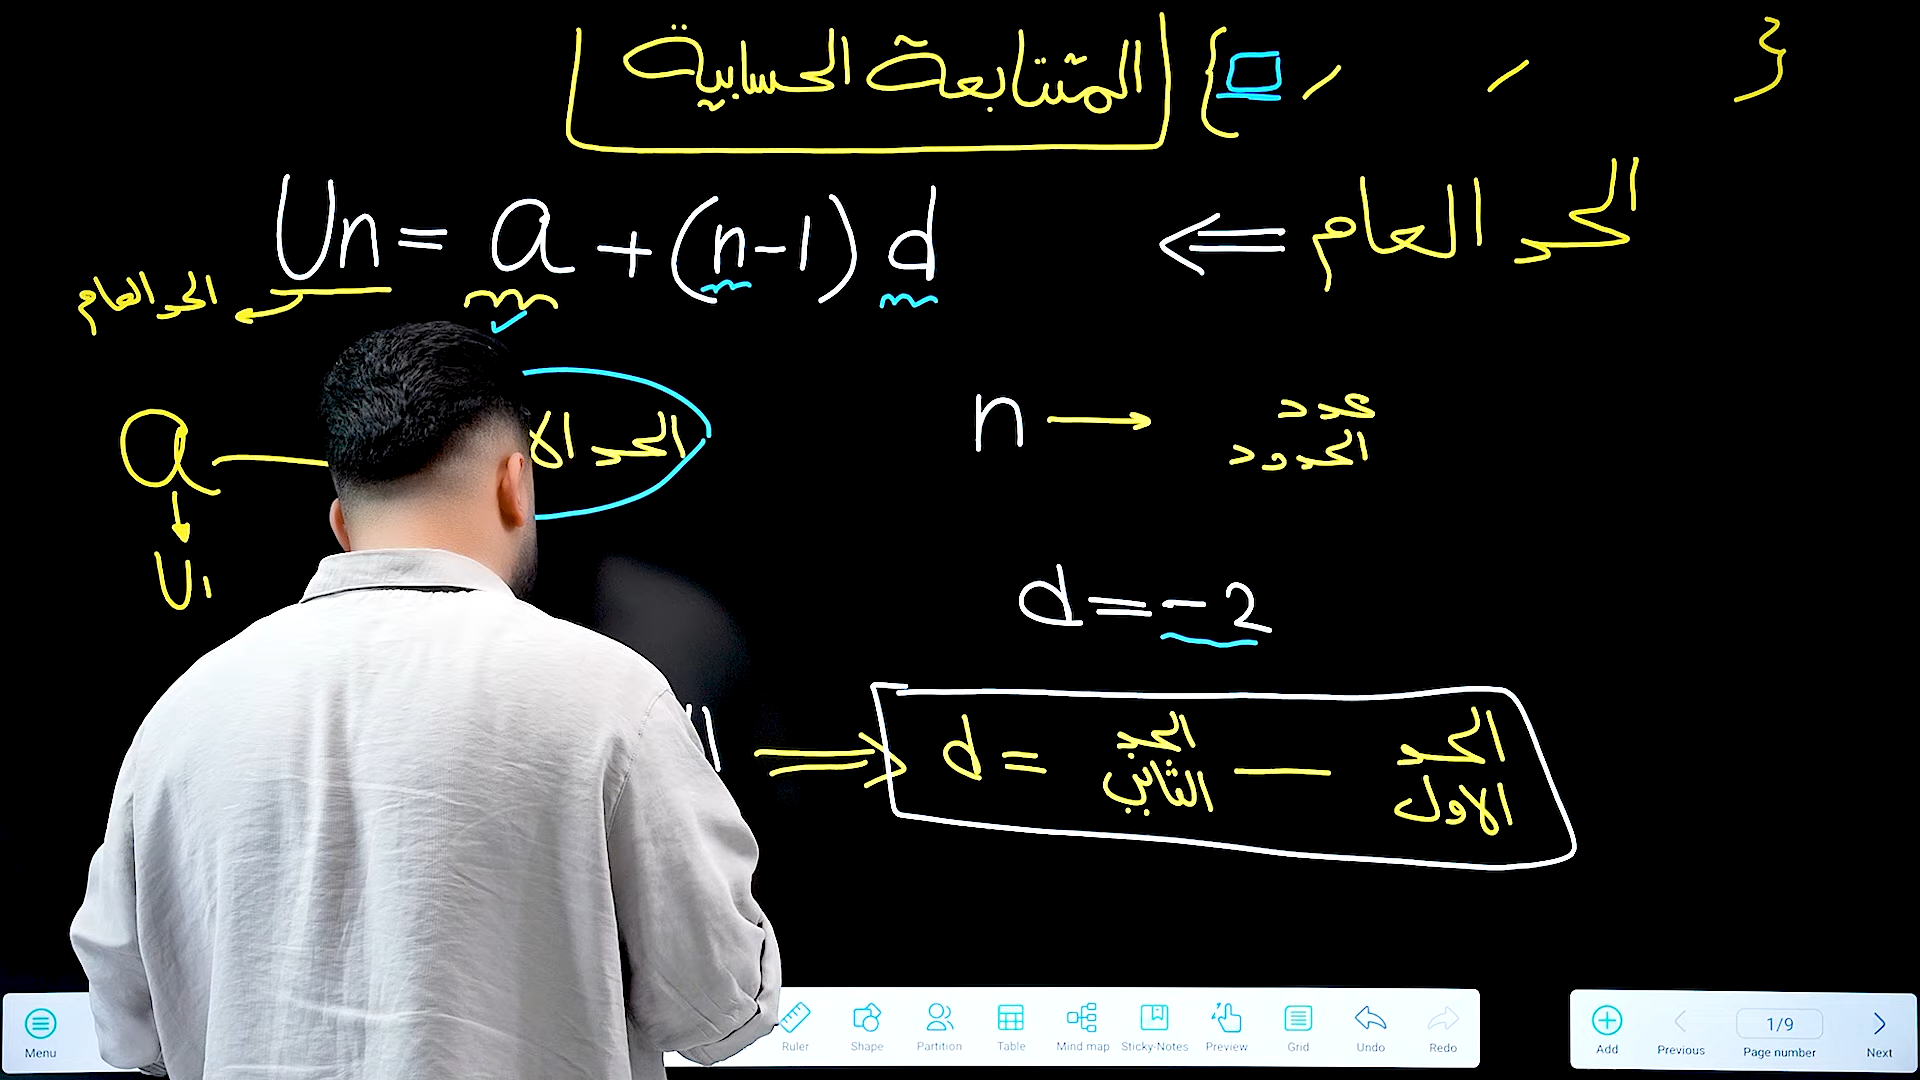 المتتابعة الحسابية { ، ، }
Un = a + (n-1) d ⇐ الحد العام
الحد العام
a الحد
n → عدد
الحدود
U1
d = -2
⇒ d = الحد الثاني — الحد الاول
Menu Ruler Shape Partition Table Mind map Sticky-Notes Preview Grid Undo Redo Add Previous 1/9 Page number Next